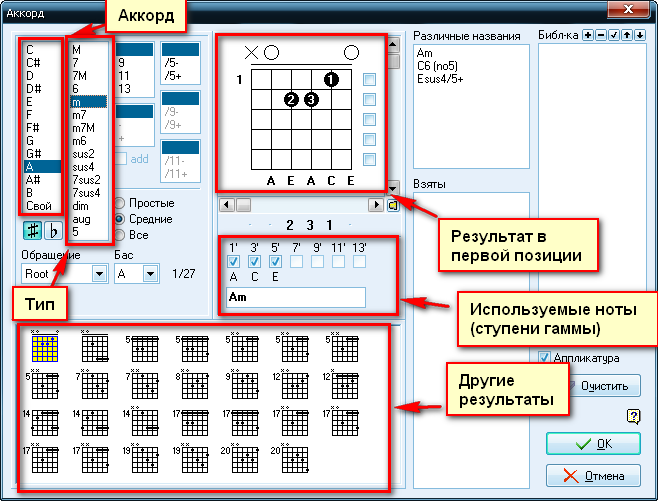 Аккорд
Аккорд
Тип
C
C#
D
D#
E
F
F#
G
G#
A
A#
B
Свой
M
7
7M
6
m
m7
m7M
m6
sus2
sus4
7sus2
7sus4
dim
aug
5
9
11
13
/5-
/5+
/9-
/9+
/11-
/11+
add
Простые
Средние
Все
Обращение
Root
Бас
A
1/27
1
1
2 3
A E A C E
2 3 1
1' 3' 5' 7' 9' 11' 13'
A C E
Am
Различные названия
Am
C6 (no5)
Esus4/5+
Взяты
Библ-ка
Результат в
первой позиции
Используемые ноты
(ступени гаммы)
Другие
результаты
Аппликатура
Очистить
?
OK
Отмена
5 5 5 5 5
5 7 7 8 9 12 12
14 14 14 17 17 17
17 17 19 20 20